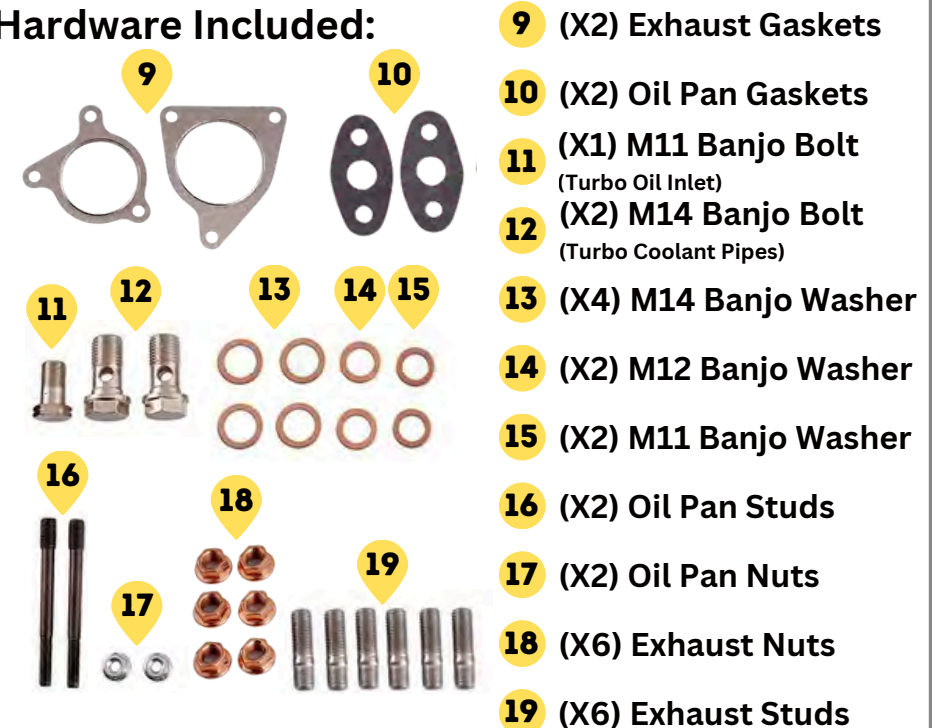 Hardware Included:
9
10
11
12
13
14
15
16
17
18
19
9 (X2) Exhaust Gaskets
10 (X2) Oil Pan Gaskets
11 (X1) M11 Banjo Bolt
(Turbo Oil Inlet)
12 (X2) M14 Banjo Bolt
(Turbo Coolant Pipes)
13 (X4) M14 Banjo Washer
14 (X2) M12 Banjo Washer
15 (X2) M11 Banjo Washer
16 (X2) Oil Pan Studs
17 (X2) Oil Pan Nuts
18 (X6) Exhaust Nuts
19 (X6) Exhaust Studs